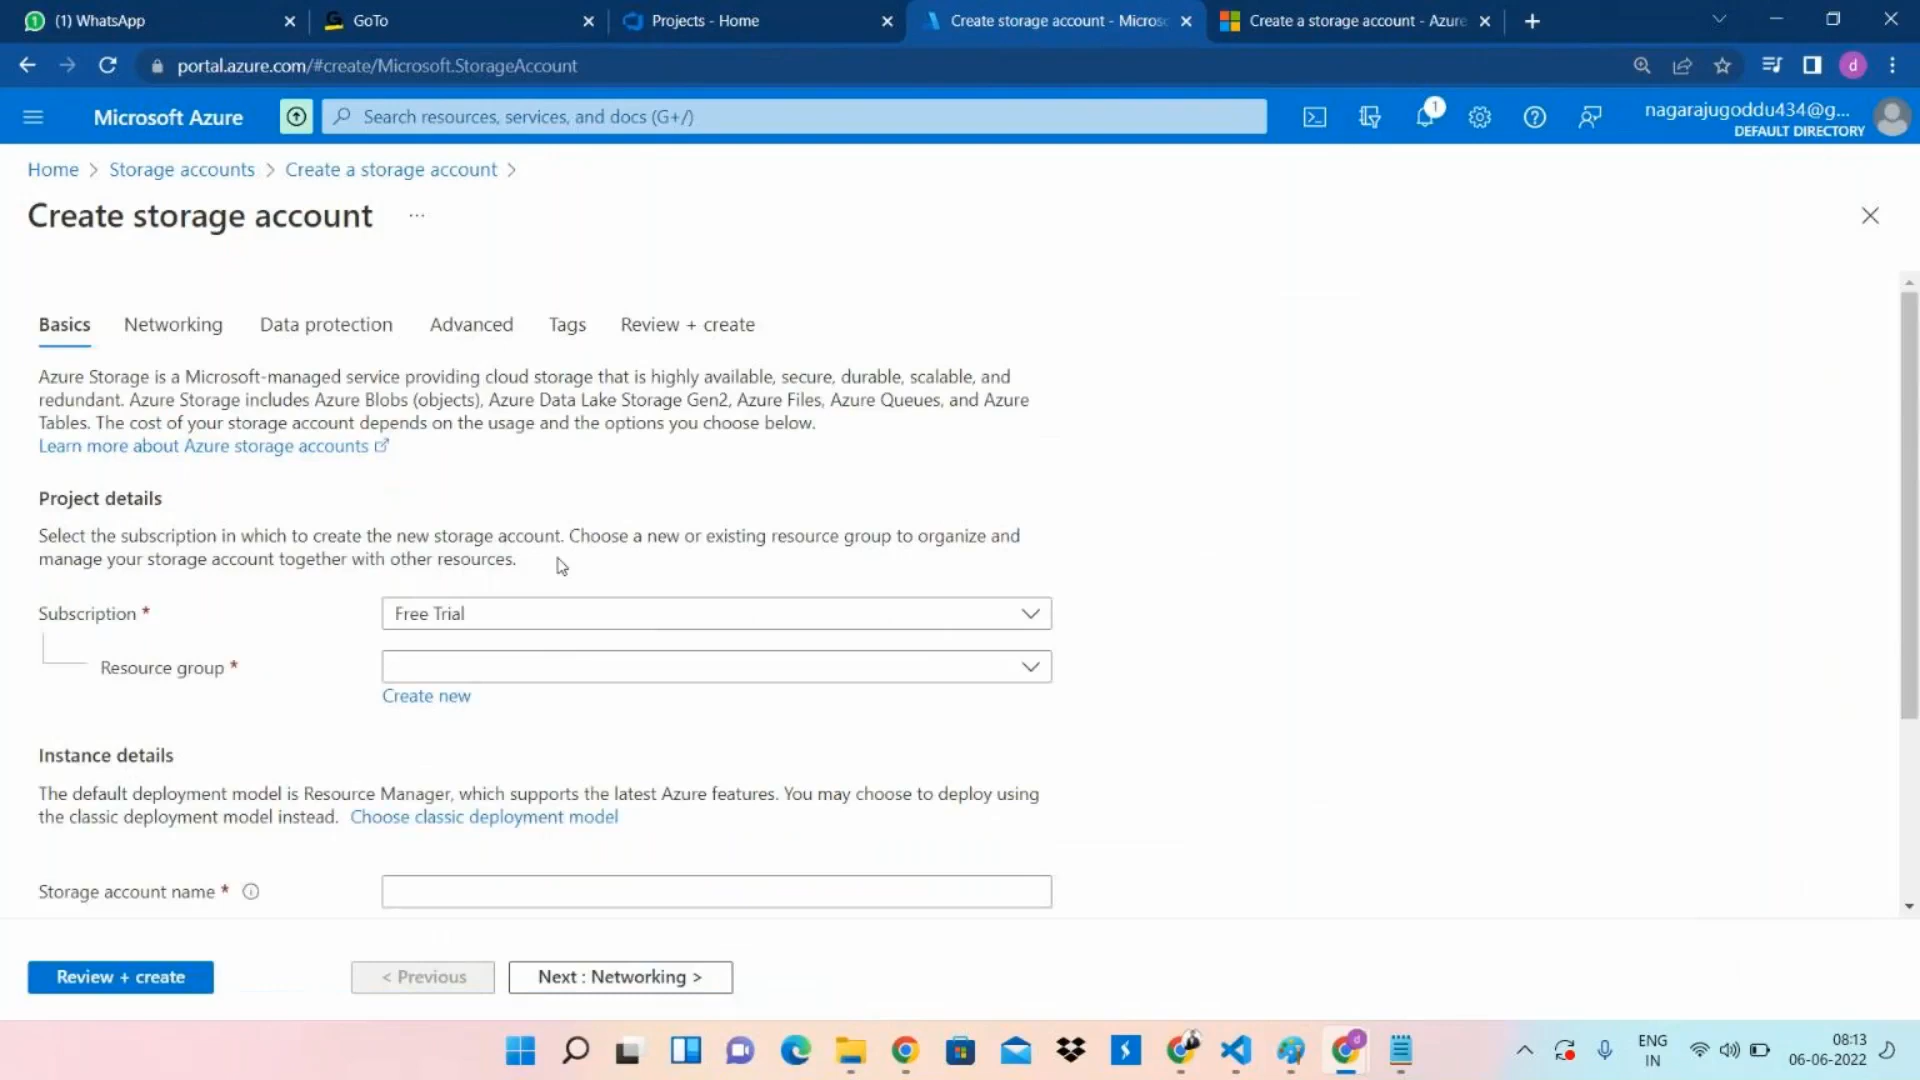 (1) WhatsApp
GoTo
Projects - Home
Create storage account - Micros
Create a storage account - Azure
portal.azure.com/#create/Microsoft.StorageAccount
d
Microsoft Azure
Search resources, services, and docs (G+/)
1
nagarajugoddu434@g...
DEFAULT DIRECTORY
Home > Storage accounts > Create a storage account >
Create storage account ...
Basics Networking Data protection Advanced Tags Review + create
Azure Storage is a Microsoft-managed service providing cloud storage that is highly available, secure, durable, scalable, and
redundant. Azure Storage includes Azure Blobs (objects), Azure Data Lake Storage Gen2, Azure Files, Azure Queues, and Azure
Tables. The cost of your storage account depends on the usage and the options you choose below.
Learn more about Azure storage accounts
Project details
Select the subscription in which to create the new storage account. Choose a new or existing resource group to organize and
manage your storage account together with other resources.
Subscription *
Free Trial
Resource group *
Create new
Instance details
The default deployment model is Resource Manager, which supports the latest Azure features. You may choose to deploy using
the classic deployment model instead. Choose classic deployment model
Storage account name *
Review + create
< Previous
Next : Networking >
ENG
IN
08:13
06-06-2022